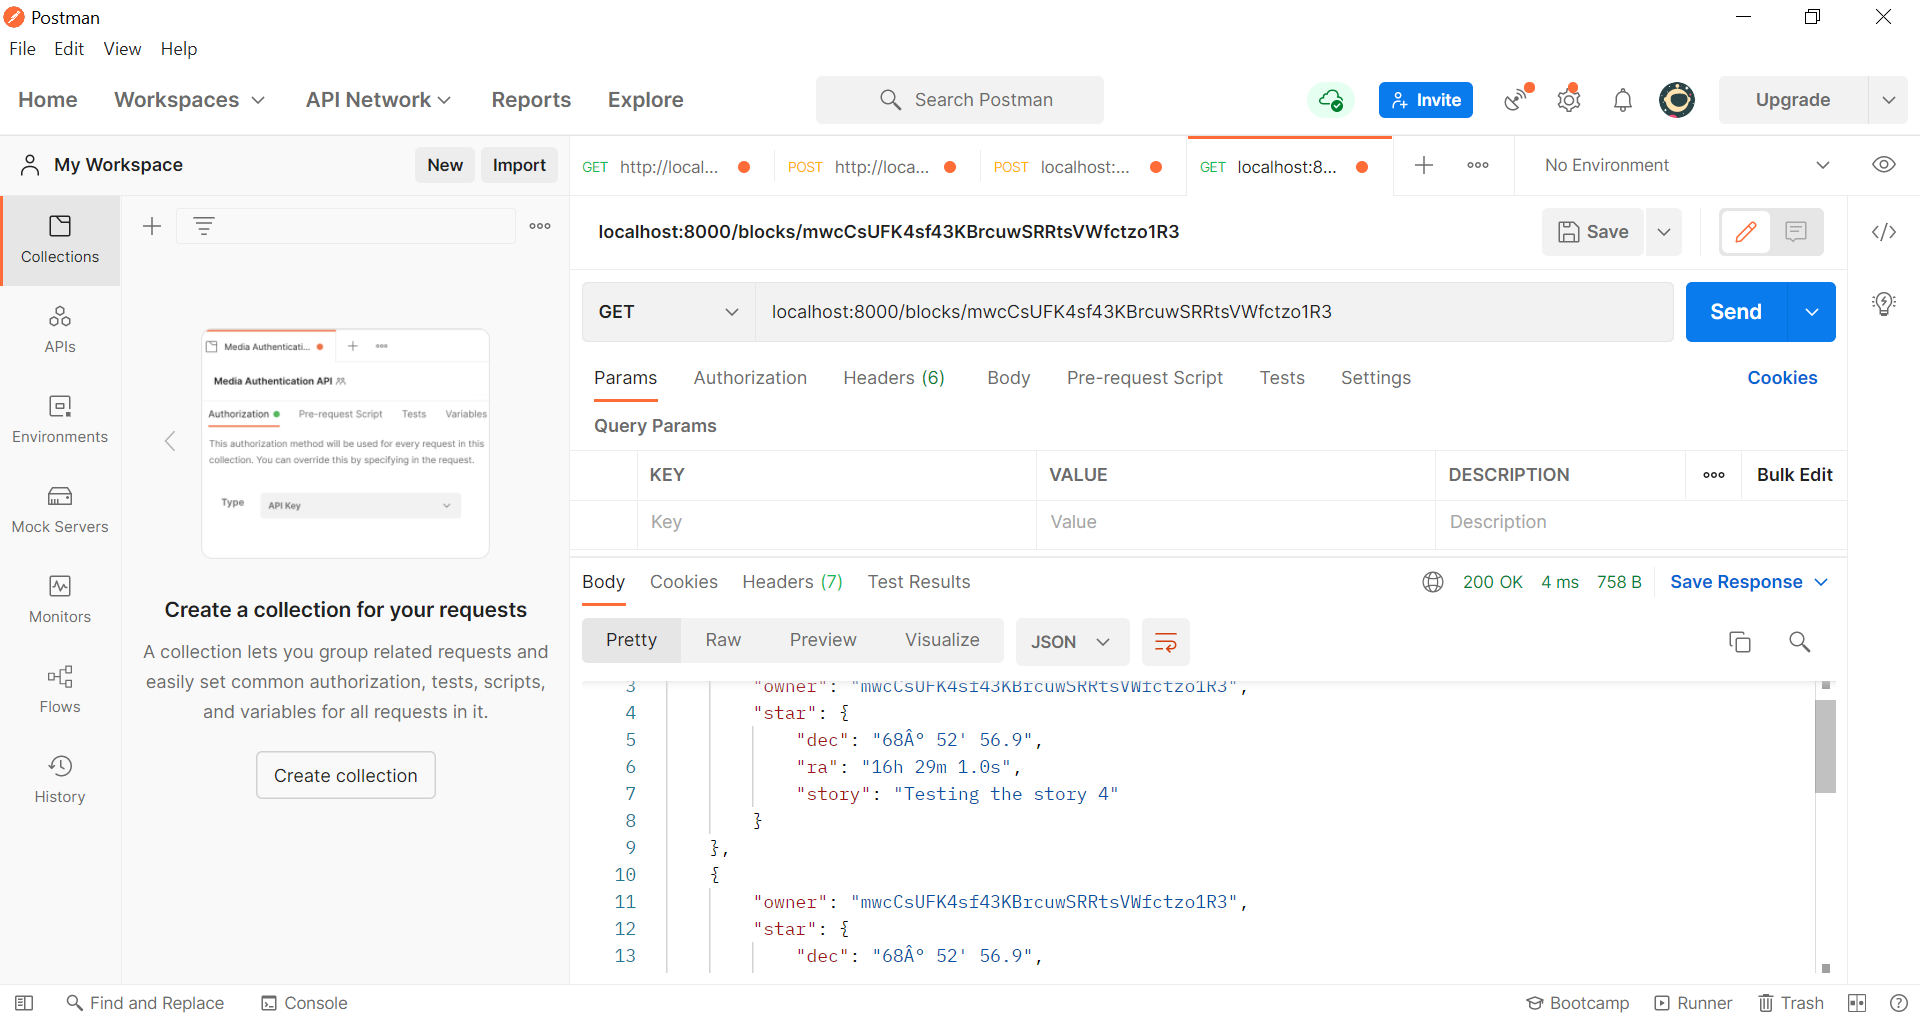 Postman
File Edit View Help
Home Workspaces API Network Reports Explore Search Postman Invite Upgrade
My Workspace New Import GET http://local... POST http://loca... POST localhost:... GET localhost:8... No Environment
Collections
APIs
Environments
Mock Servers
Monitors
Flows
History
Media Authenticati...
Media Authentication API
Authorization Pre-request Script Tests Variables
This authorization method will be used for every request in this
collection. You can override this by specifying in the request.
Type API Key
Create a collection for your requests
A collection lets you group related requests and
easily set common authorization, tests, scripts,
and variables for all requests in it.
Create collection
localhost:8000/blocks/mwcCsUFK4sf43KBrcuwSRRtsVWfctzo1R3 Save
GET localhost:8000/blocks/mwcCsUFK4sf43KBrcuwSRRtsVWfctzo1R3 Send
Params Authorization Headers (6) Body Pre-request Script Tests Settings Cookies
Query Params
KEY VALUE DESCRIPTION Bulk Edit
Key Value Description
Body Cookies Headers (7) Test Results 200 OK 4 ms 758 B Save Response
Pretty Raw Preview Visualize JSON
3 "owner": "mwcCsUFK4sf43KBrcuwSRRtsVWfctzo1R3",
4 "star": {
5 "dec": "68Â° 52' 56.9",
6 "ra": "16h 29m 1.0s",
7 "story": "Testing the story 4"
8 }
9 },
10 {
11 "owner": "mwcCsUFK4sf43KBrcuwSRRtsVWfctzo1R3",
12 "star": {
13 "dec": "68Â° 52' 56.9",
Find and Replace Console Bootcamp Runner Trash